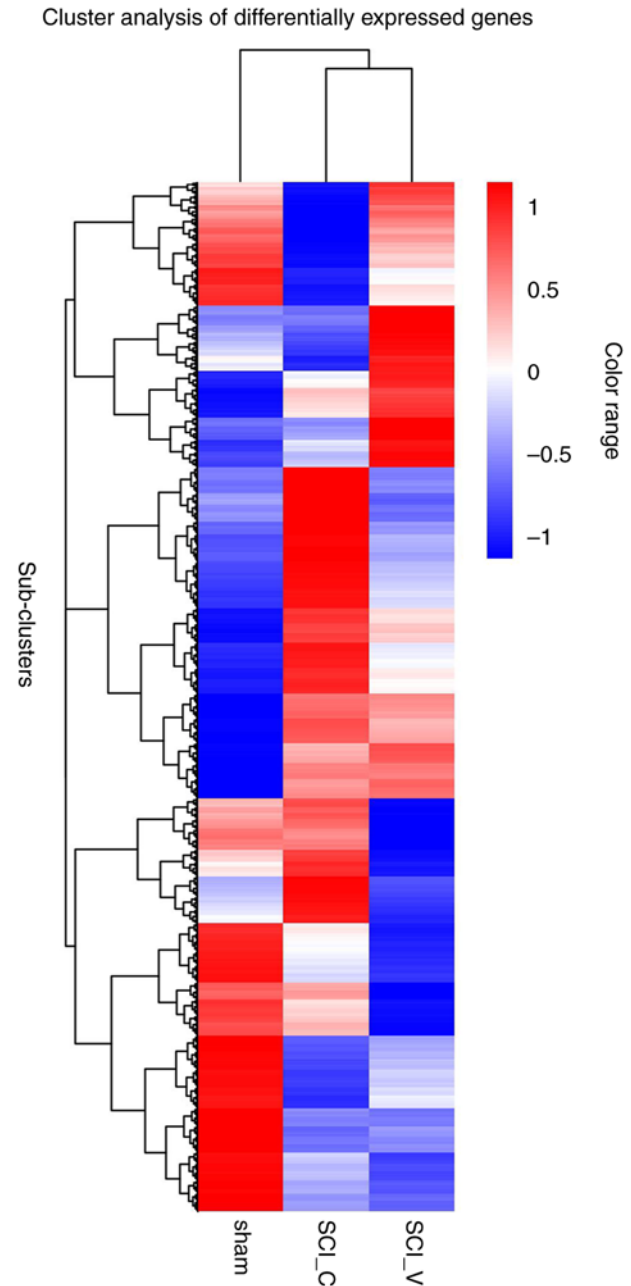 Cluster analysis of differentially expressed genes
1
0.5
0
−0.5
−1
Color range
Sub-clusters
sham
SCI_C
SCI_V